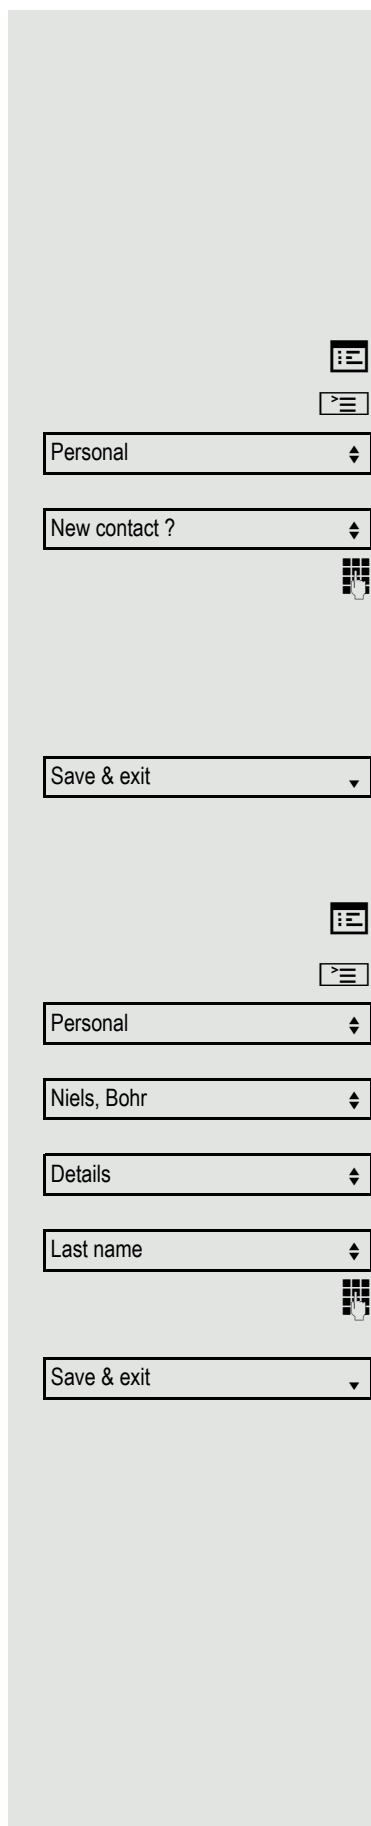 Personal
New contact ?
Save & exit
Personal
Niels, Bohr
Details
Last name
Save & exit